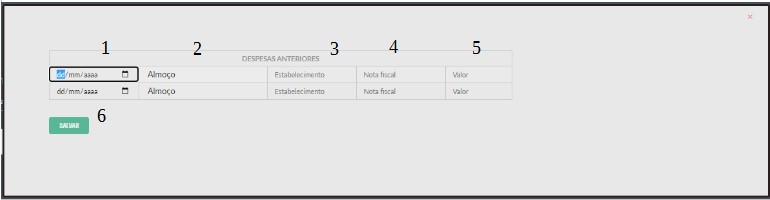 ×
1 2 3 4 5
DESPESAS ANTERIORES
dd/mm/aaaa Almoço Estabelecimento Nota fiscal Valor
dd/mm/aaaa Almoço Estabelecimento Nota fiscal Valor
6
SALVAR